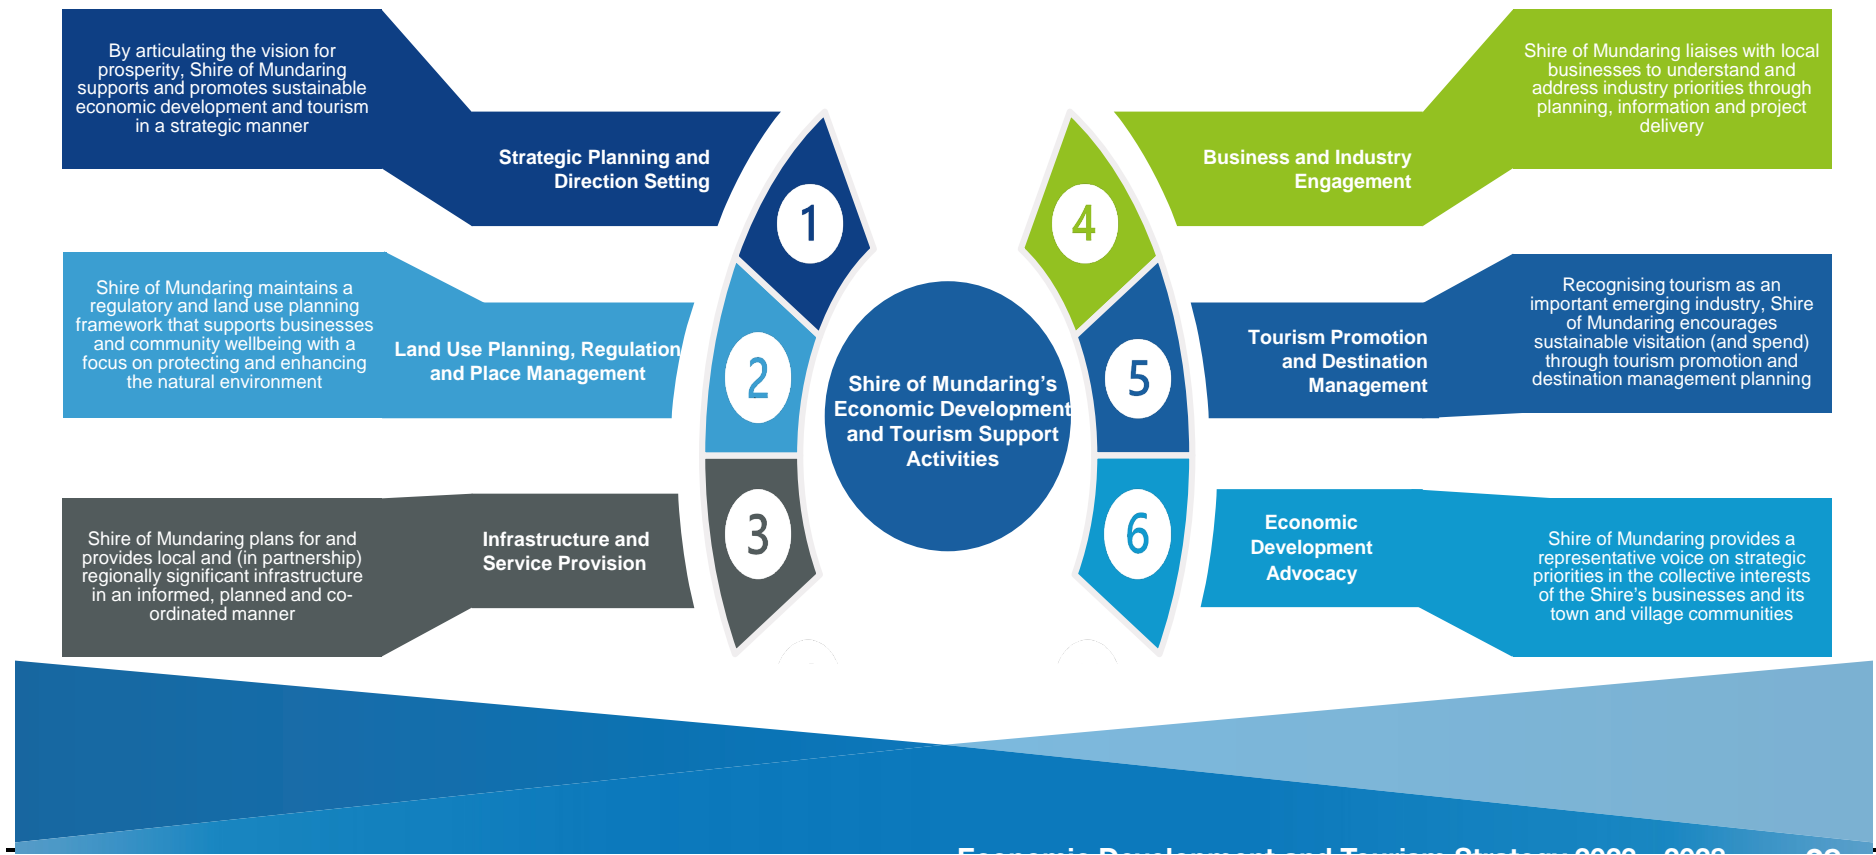 By articulating the vision for
prosperity, Shire of Mundaring
supports and promotes sustainable
economic development and tourism
in a strategic manner
Strategic Planning and
Direction Setting
1
Shire of Mundaring maintains a
regulatory and land use planning
framework that supports businesses
and community wellbeing with a
focus on protecting and enhancing
the natural environment
Land Use Planning, Regulation
and Place Management
2
Shire of Mundaring plans for and
provides local and (in partnership)
regionally significant infrastructure
in an informed, planned and co-
ordinated manner
Infrastructure and
Service Provision
3
Shire of Mundaring's
Economic Development
and Tourism Support
Activities
4
Business and Industry
Engagement
Shire of Mundaring liaises with local
businesses to understand and
address industry priorities through
planning, information and project
delivery
5
Tourism Promotion
and Destination
Management
Recognising tourism as an
important emerging industry, Shire
of Mundaring encourages
sustainable visitation (and spend)
through tourism promotion and
destination management planning
6
Economic
Development
Advocacy
Shire of Mundaring provides a
representative voice on strategic
priorities in the collective interests
of the Shire's businesses and its
town and village communities
Economic Development and Tourism Strategy